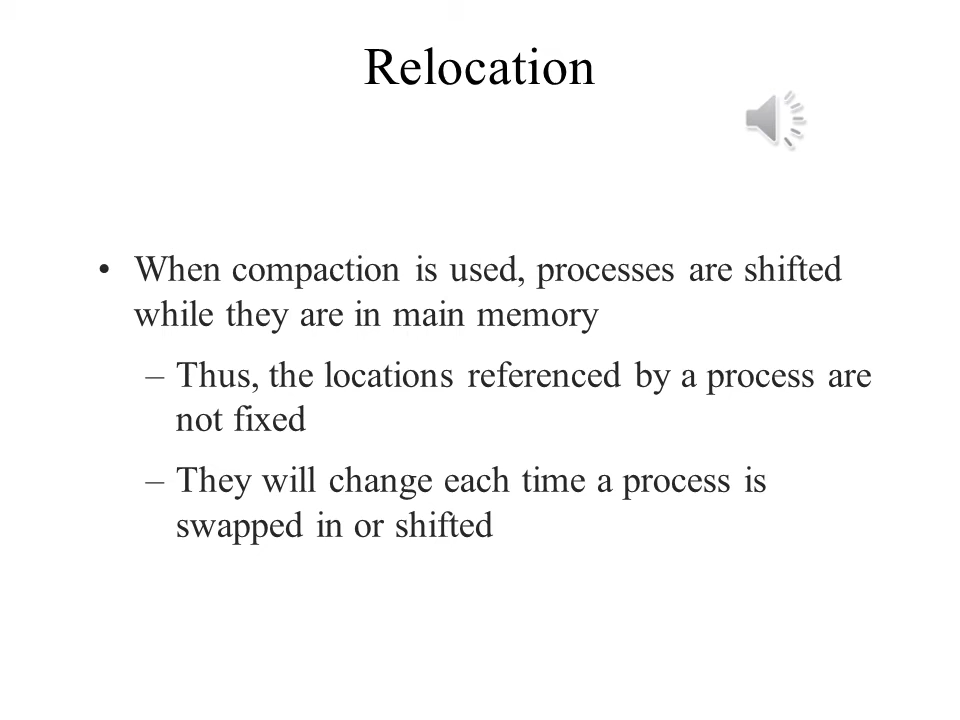 Relocation
• When compaction is used, processes are shifted
while they are in main memory
– Thus, the locations referenced by a process are
not fixed
– They will change each time a process is
swapped in or shifted